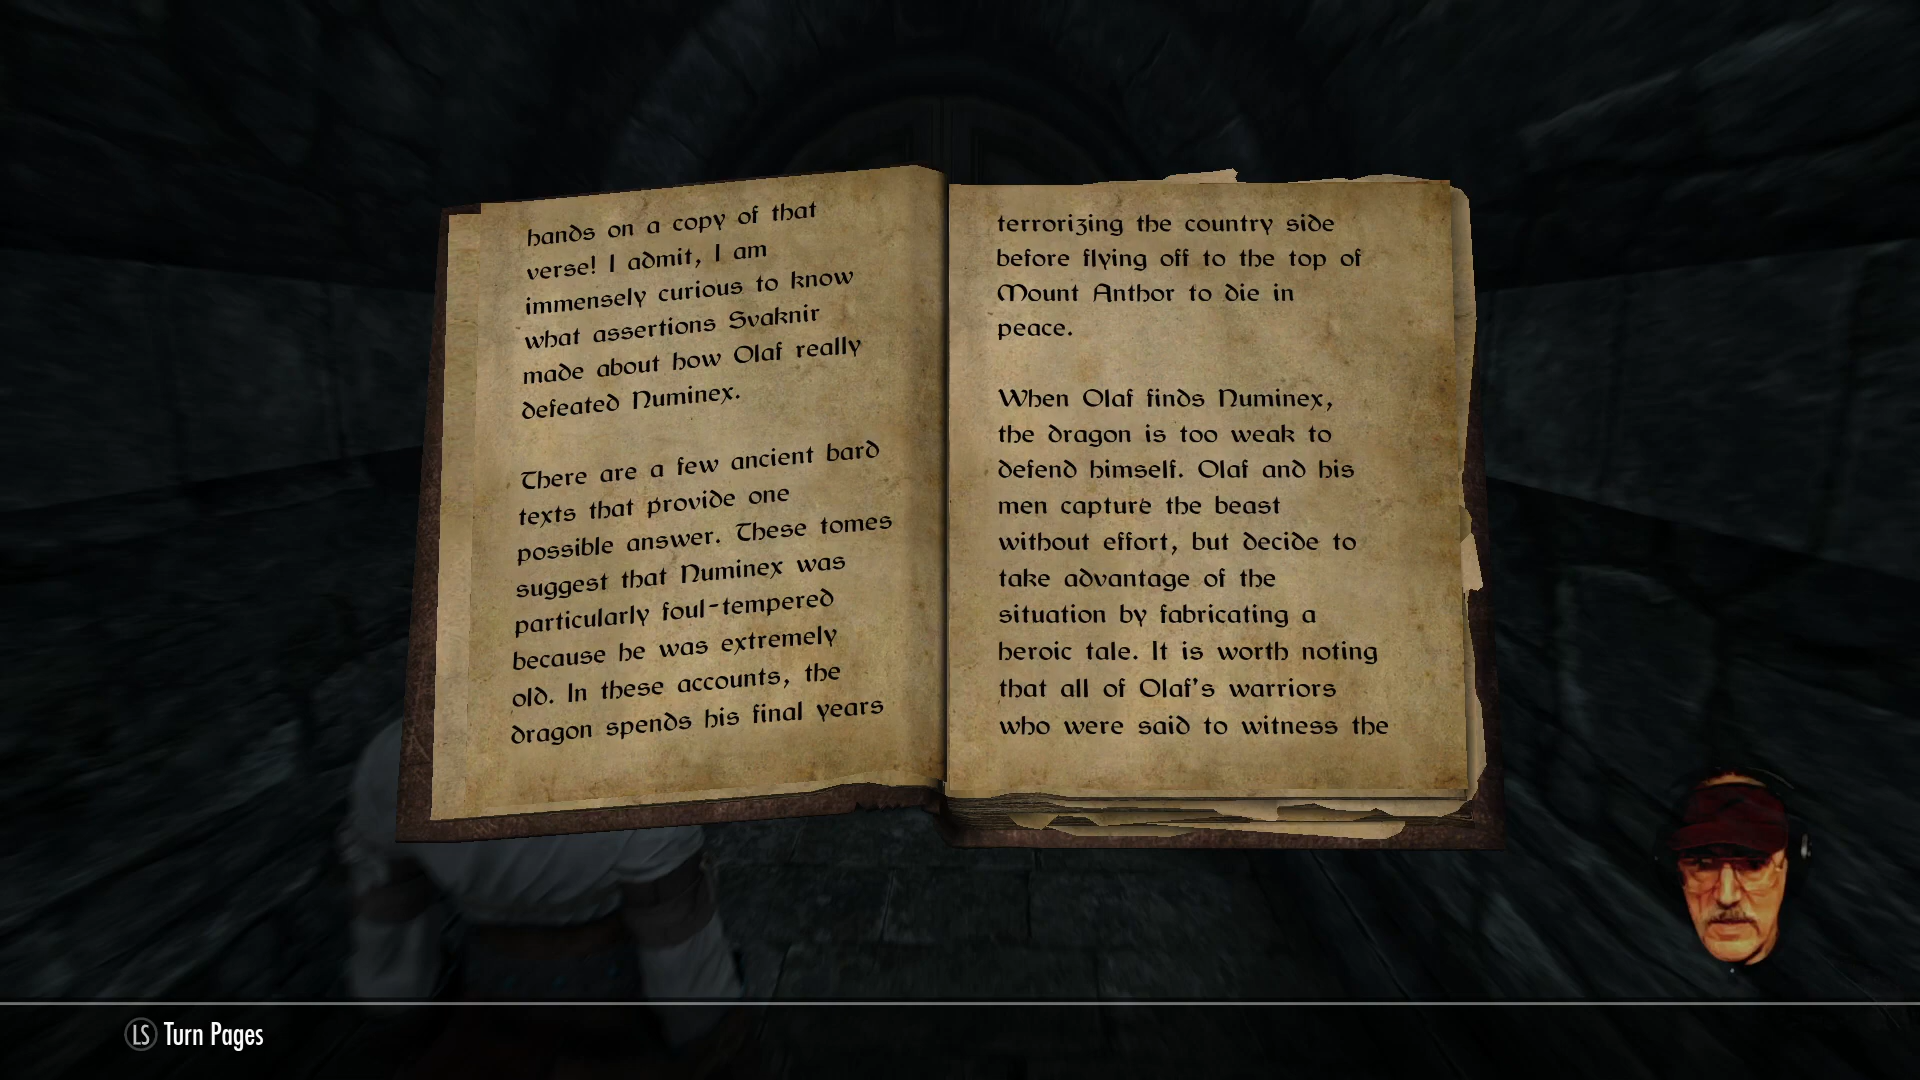 hands on a copy of that
verse! I admit, I am
immensely curious to know
what assertions Svaknir
made about how Olaf really
defeated Numinex.
There are a few ancient bard
texts that provide one
possible answer. These tomes
suggest that Numinex was
particularly foul-tempered
because he was extremely
old. In these accounts, the
dragon spends his final years
terrorizing the country side
before flying off to the top of
Mount Anthor to die in
peace.
When Olaf finds Numinex,
the dragon is too weak to
defend himself. Olaf and his
men capture the beast
without effort, but decide to
take advantage of the
situation by fabricating a
heroic tale. It is worth noting
that all of Olaf's warriors
who were said to witness the
LS Turn Pages